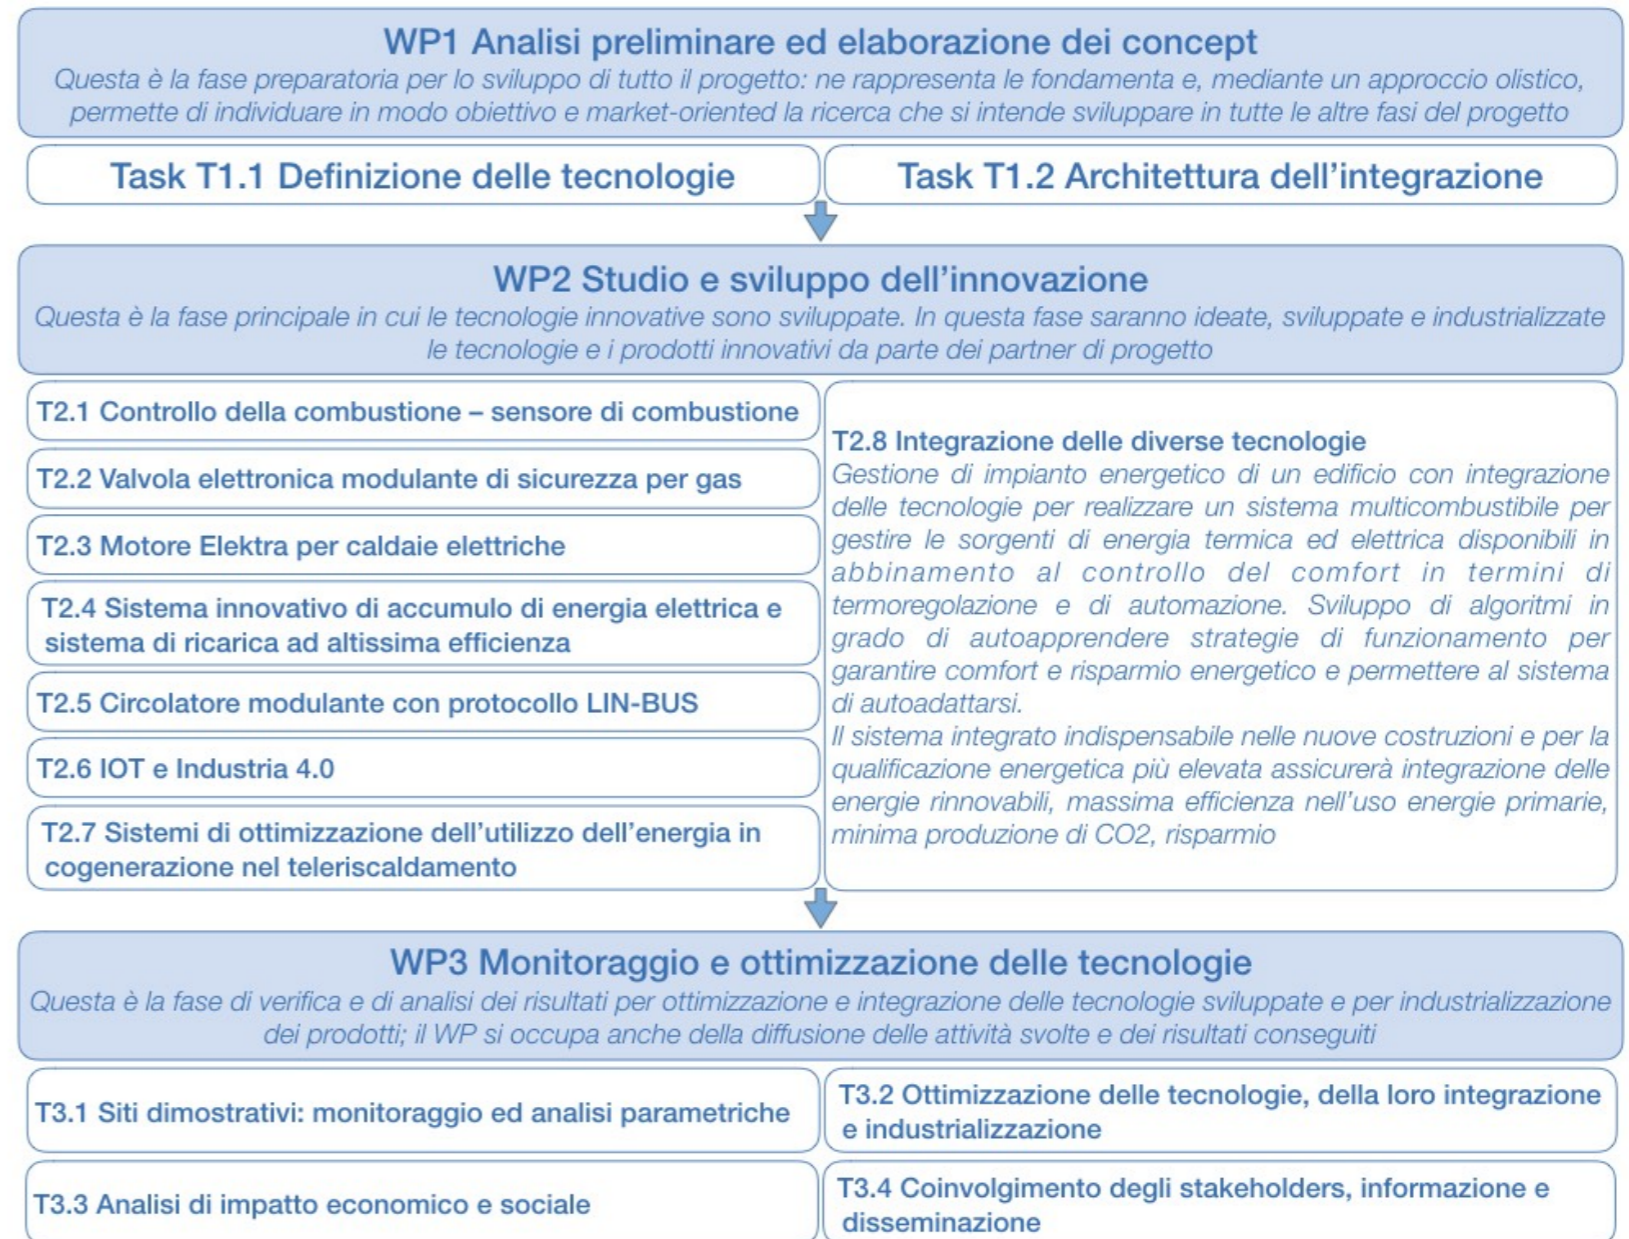 WP1 Analisi preliminare ed elaborazione dei concept
Questa è la fase preparatoria per lo sviluppo di tutto il progetto: ne rappresenta le fondamenta e, mediante un approccio olistico,
permette di individuare in modo obiettivo e market-oriented la ricerca che si intende sviluppare in tutte le altre fasi del progetto
Task T1.1 Definizione delle tecnologie
Task T1.2 Architettura dell'integrazione
WP2 Studio e sviluppo dell'innovazione
Questa è la fase principale in cui le tecnologie innovative sono sviluppate. In questa fase saranno ideate, sviluppate e industrializzate
le tecnologie e i prodotti innovativi da parte dei partner di progetto
T2.1 Controllo della combustione – sensore di combustione
T2.2 Valvola elettronica modulante di sicurezza per gas
T2.3 Motore Elektra per caldaie elettriche
T2.4 Sistema innovativo di accumulo di energia elettrica e
sistema di ricarica ad altissima efficienza
T2.5 Circolatore modulante con protocollo LIN-BUS
T2.6 IOT e Industria 4.0
T2.7 Sistemi di ottimizzazione dell'utilizzo dell'energia in
cogenerazione nel teleriscaldamento
T2.8 Integrazione delle diverse tecnologie
Gestione di impianto energetico di un edificio con integrazione
delle tecnologie per realizzare un sistema multicombustibile per
gestire le sorgenti di energia termica ed elettrica disponibili in
abbinamento al controllo del comfort in termini di
termoregolazione e di automazione. Sviluppo di algoritmi in
grado di autoapprendere strategie di funzionamento per
garantire comfort e risparmio energetico e permettere al sistema
di autoadattarsi.
Il sistema integrato indispensabile nelle nuove costruzioni e per la
qualificazione energetica più elevata assicurerà integrazione delle
energie rinnovabili, massima efficienza nell'uso energie primarie,
minima produzione di CO2, risparmio
WP3 Monitoraggio e ottimizzazione delle tecnologie
Questa è la fase di verifica e di analisi dei risultati per ottimizzazione e integrazione delle tecnologie sviluppate e per industrializzazione
dei prodotti; il WP si occupa anche della diffusione delle attività svolte e dei risultati conseguiti
T3.1 Siti dimostrativi: monitoraggio ed analisi parametriche
T3.2 Ottimizzazione delle tecnologie, della loro integrazione
e industrializzazione
T3.3 Analisi di impatto economico e sociale
T3.4 Coinvolgimento degli stakeholders, informazione e
disseminazione